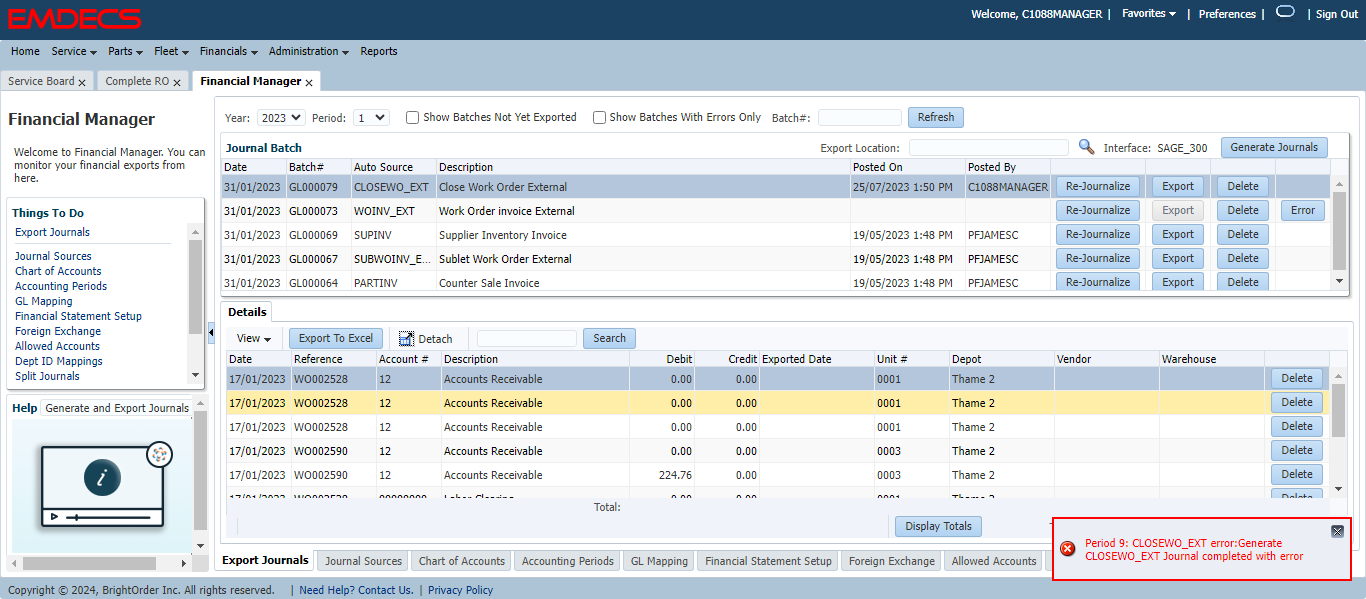 EMDECS
Welcome, C1088MANAGER | Favorites | Preferences | | Sign Out
Home Service Parts Fleet Financials Administration Reports
Service Board Complete RO Financial Manager
Financial Manager
Welcome to Financial Manager. You can
monitor your financial exports from
here.
Things To Do
Export Journals
Journal Sources
Chart of Accounts
Accounting Periods
GL Mapping
Financial Statement Setup
Foreign Exchange
Allowed Accounts
Dept ID Mappings
Split Journals
Help Generate and Export Journals
i
Year: 2023 Period: 1 Show Batches Not Yet Exported Show Batches With Errors Only Batch#: Refresh
Journal Batch Export Location: Interface: SAGE_300 Generate Journals
Date Batch# Auto Source Description Posted On Posted By
31/01/2023 GL000079 CLOSEWO_EXT Close Work Order External 25/07/2023 1:50 PM C1088MANAGER Re-Journalize Export Delete
31/01/2023 GL000073 WOINV_EXT Work Order invoice External Re-Journalize Export Delete Error
31/01/2023 GL000069 SUPINV Supplier Inventory Invoice 19/05/2023 1:48 PM PFJAMESC Re-Journalize Export Delete
31/01/2023 GL000067 SUBWOINV_E... Sublet Work Order External 19/05/2023 1:48 PM PFJAMESC Re-Journalize Export Delete
31/01/2023 GL000064 PARTINV Counter Sale Invoice 19/05/2023 1:48 PM PFJAMESC Re-Journalize Export Delete
Details
View Export To Excel Detach Search
Date Reference Account # Description Debit Credit Exported Date Unit # Depot Vendor Warehouse
17/01/2023 WO002528 12 Accounts Receivable 0.00 0.00 0001 Thame 2 Delete
17/01/2023 WO002528 12 Accounts Receivable 0.00 0.00 0001 Thame 2 Delete
17/01/2023 WO002528 12 Accounts Receivable 0.00 0.00 0001 Thame 2 Delete
17/01/2023 WO002590 12 Accounts Receivable 0.00 0.00 0003 Thame 2 Delete
17/01/2023 WO002590 12 Accounts Receivable 224.76 0.00 0003 Thame 2 Delete
17/01/2023 WO002528 00000000 Labor Clearing 0.00 0.00 0001 Thame 2 Delete
Total:
Display Totals
Period 9: CLOSEWO_EXT error:Generate
CLOSEWO_EXT Journal completed with error
Export Journals Journal Sources Chart of Accounts Accounting Periods GL Mapping Financial Statement Setup Foreign Exchange Allowed Accounts
Copyright © 2024, BrightOrder Inc. All rights reserved. | Need Help? Contact Us. | Privacy Policy